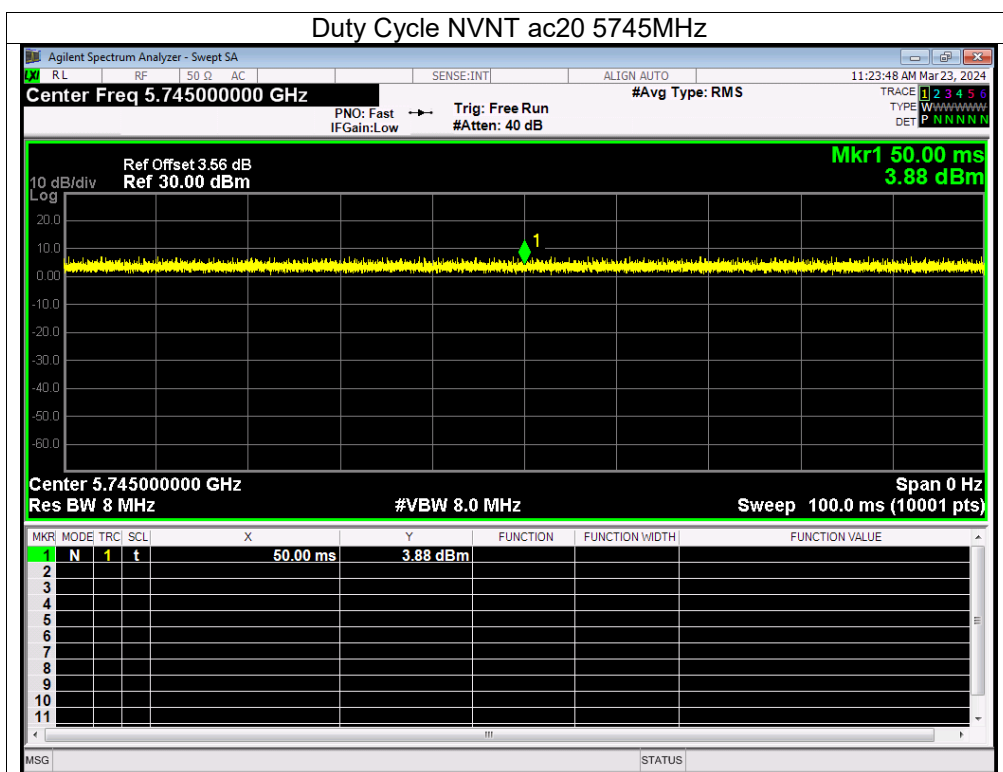 Duty Cycle NVNT ac20 5745MHz
Agilent Spectrum Analyzer - Swept SA
LXI RL RF 50 Ω AC SENSE:INT ALIGN AUTO 11:23:48 AM Mar 23, 2024
Center Freq 5.745000000 GHz #Avg Type: RMS TRACE 1 2 3 4 5 6
PNO: Fast Trig: Free Run TYPE WWWWWW
IFGain:Low #Atten: 40 dB DET P N N N N N
Ref Offset 3.56 dB Mkr1 50.00 ms
10 dB/div Ref 30.00 dBm 3.88 dBm
Log
20.0
10.0 1
0.00
-10.0
-20.0
-30.0
-40.0
-50.0
-60.0
Center 5.745000000 GHz Span 0 Hz
Res BW 8 MHz #VBW 8.0 MHz Sweep 100.0 ms (10001 pts)
MKR MODE TRC SCL X Y FUNCTION FUNCTION WIDTH FUNCTION VALUE
1 N 1 t 50.00 ms 3.88 dBm
2
3
4
5
6
7
8
9
10
11
MSG STATUS